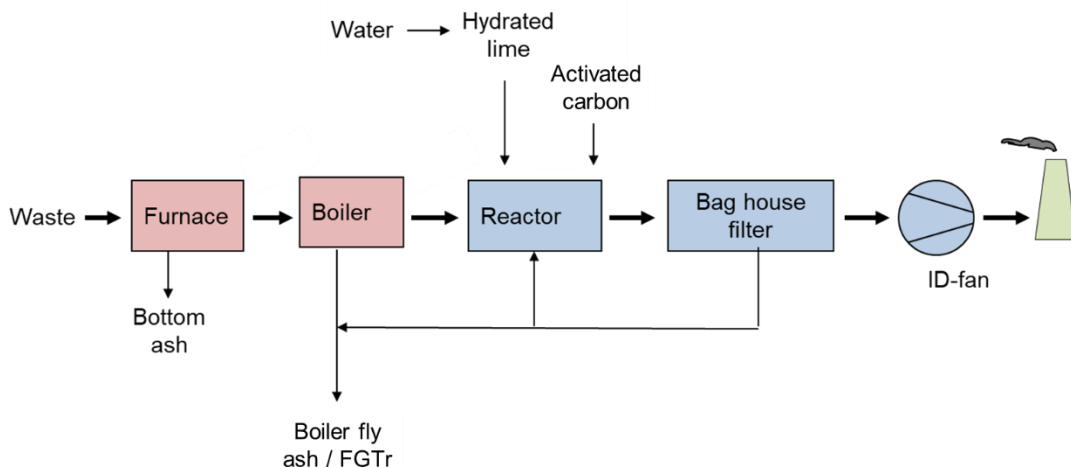 Water
Hydrated
lime
Activated
carbon
Waste
Furnace
Boiler
Reactor
Bag house
filter
ID-fan
Bottom
ash
Boiler fly
ash / FGTr